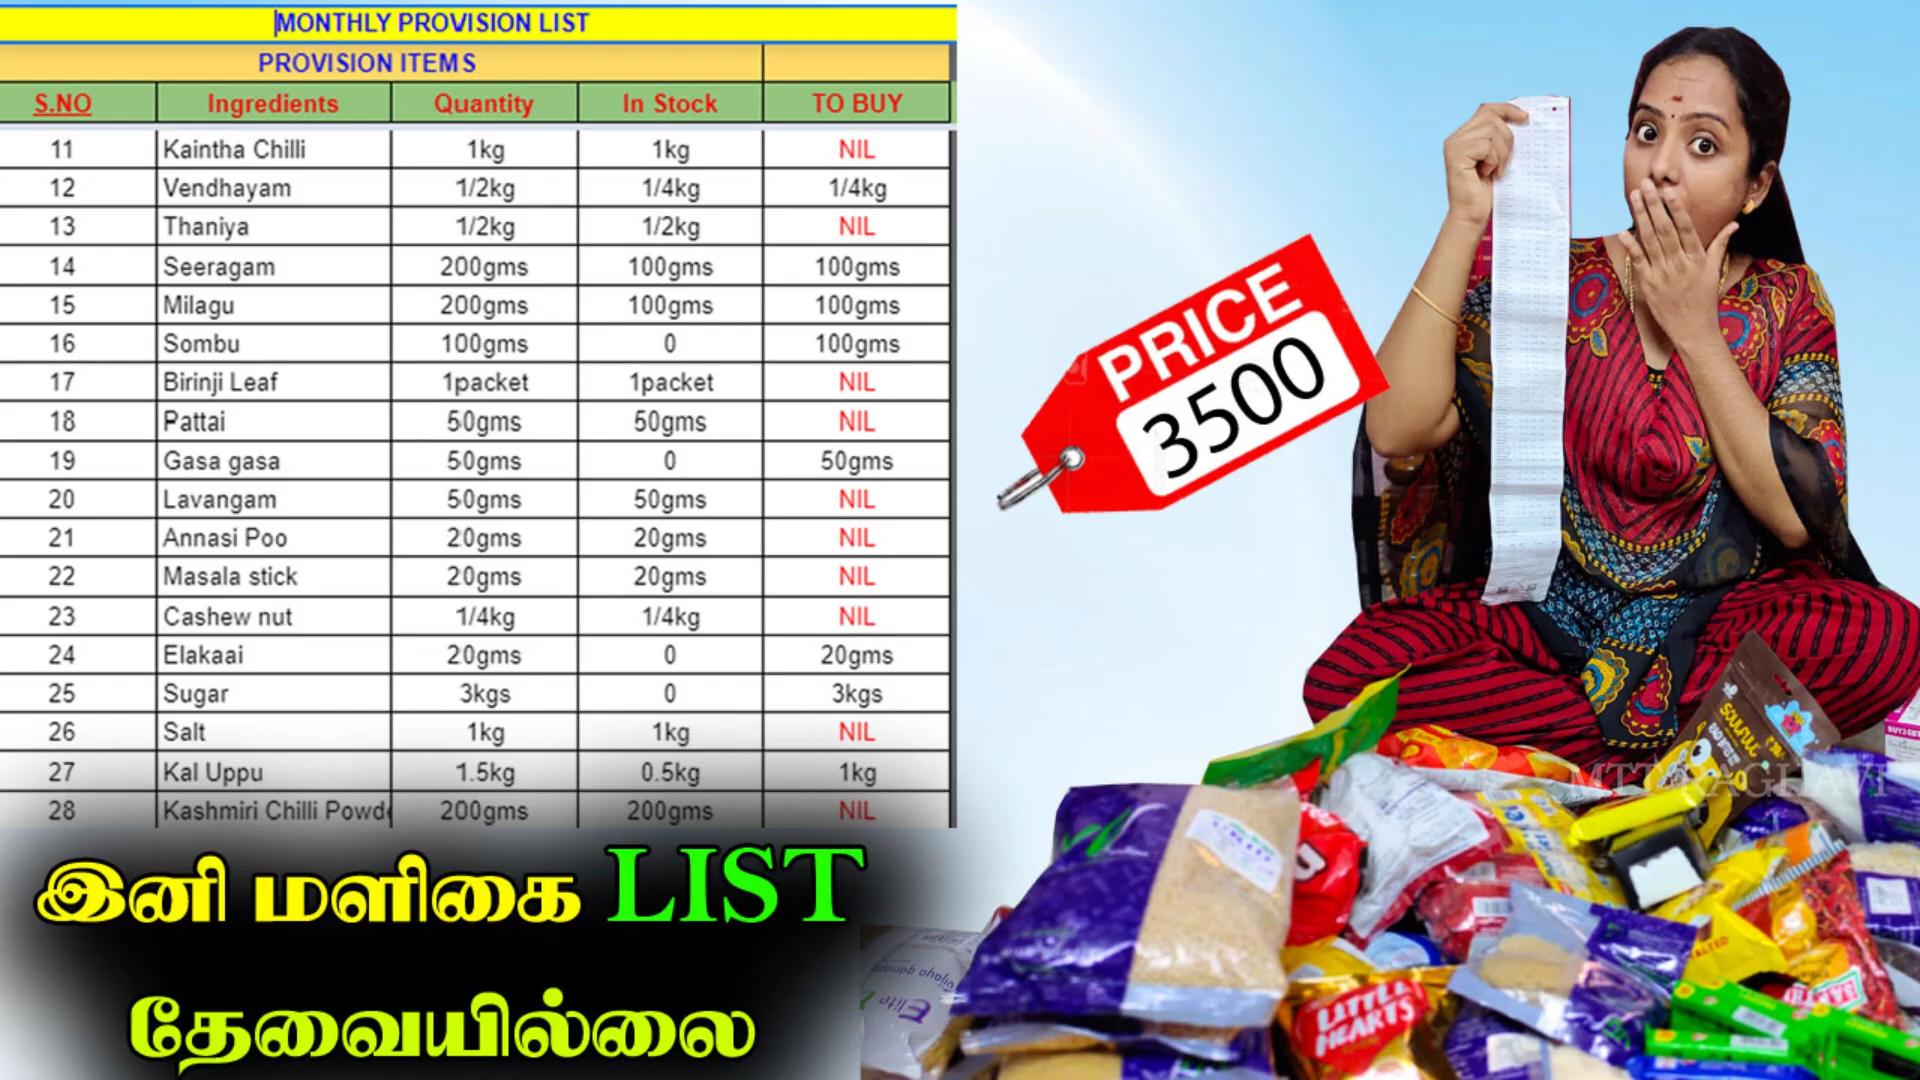 MONTHLY PROVISION LIST
PROVISION ITEMS
S.NO Ingredients Quantity In Stock TO BUY
11 Kaintha Chilli 1kg 1kg NIL
12 Vendhayam 1/2kg 1/4kg 1/4kg
13 Thaniya 1/2kg 1/2kg NIL
14 Seeragam 200gms 100gms 100gms
15 Milagu 200gms 100gms 100gms
16 Sombu 100gms 0 100gms
17 Birinji Leaf 1packet 1packet NIL
18 Pattai 50gms 50gms NIL
19 Gasa gasa 50gms 0 50gms
20 Lavangam 50gms 50gms NIL
21 Annasi Poo 20gms 20gms NIL
22 Masala stick 20gms 20gms NIL
23 Cashew nut 1/4kg 1/4kg NIL
24 Elakaai 20gms 0 20gms
25 Sugar 3kgs 0 3kgs
26 Salt 1kg 1kg NIL
27 Kal Uppu 1.5kg 0.5kg 1kg
28 Kashmiri Chilli Powde 200gms 200gms NIL
இனி மளிகை LIST
தேவையில்லை
PRICE
3500
SOULFULL
MTT RAGHAVI
LITTLE
HEARTS
Elite